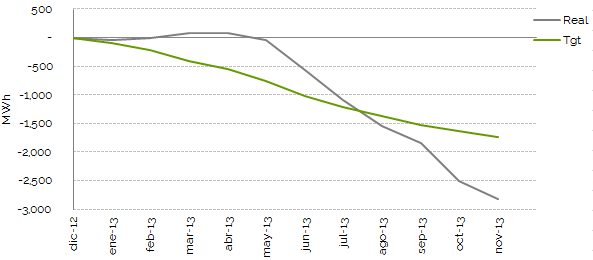 500
-
-500
-1,000
-1,500
-2,000
-2,500
-3,000
MWh
dic-12
ene-13
feb-13
mar-13
abr-13
may-13
jun-13
jul-13
ago-13
sep-13
oct-13
nov-13
Real
Tgt